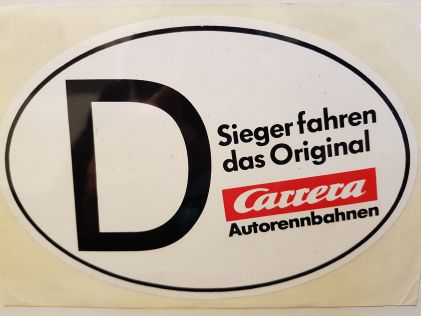 D
Sieger fahren
das Original
Carrera
Autorennbahnen